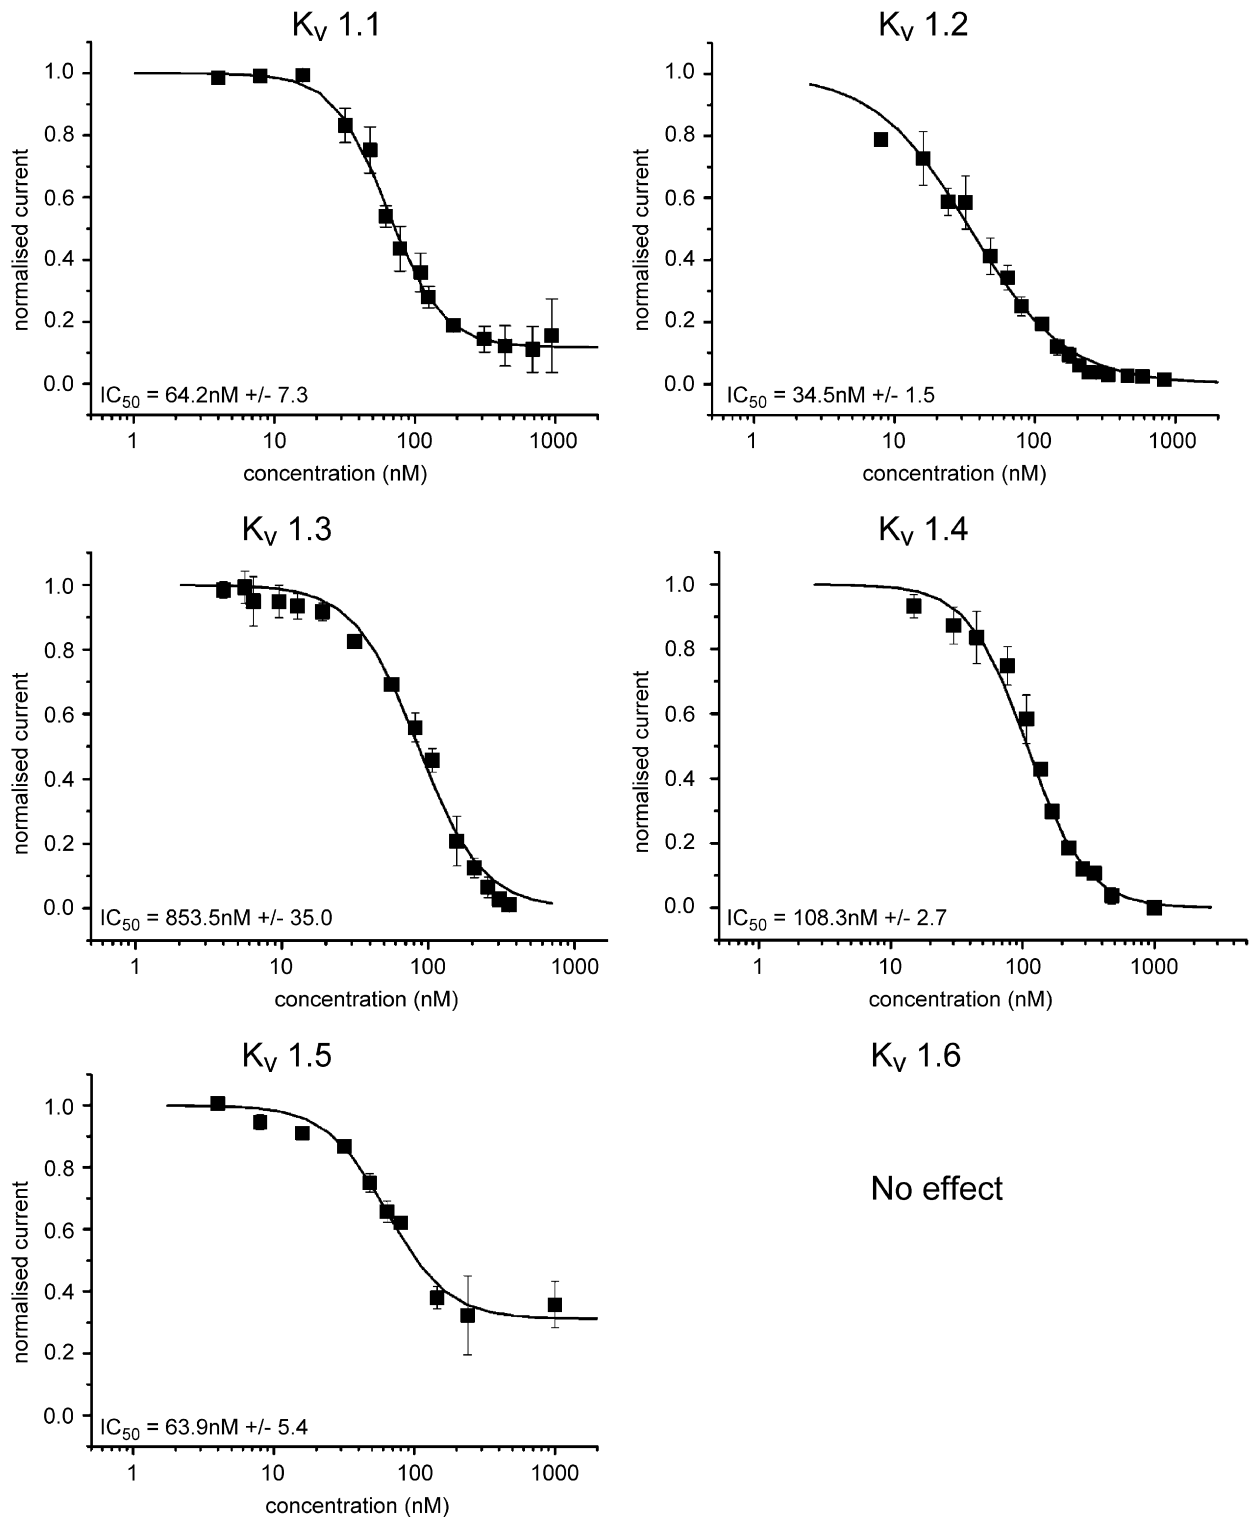 Kv 1.1
normalised current
1.0
0.8
0.6
0.4
0.2
0.0
IC50 = 64.2nM +/- 7.3
1 10 100 1000
concentration (nM)
Kv 1.2
normalised current
1.0
0.8
0.6
0.4
0.2
0.0
IC50 = 34.5nM +/- 1.5
1 10 100 1000
concentration (nM)
Kv 1.3
normalised current
1.0
0.8
0.6
0.4
0.2
0.0
IC50 = 853.5nM +/- 35.0
1 10 100 1000
concentration (nM)
Kv 1.4
normalised current
1.0
0.8
0.6
0.4
0.2
0.0
IC50 = 108.3nM +/- 2.7
1 10 100 1000
concentration (nM)
Kv 1.5
normalised current
1.0
0.8
0.6
0.4
0.2
0.0
IC50 = 63.9nM +/- 5.4
1 10 100 1000
concentration (nM)
Kv 1.6
No effect